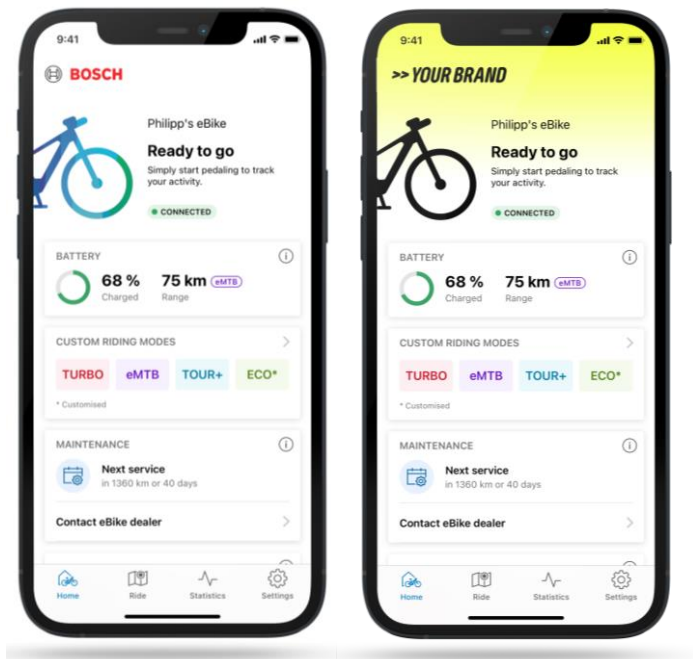 9:41
BOSCH
Philipp's eBike
Ready to go
Simply start pedaling to track
your activity.
CONNECTED
BATTERY
68 %
Charged
75 km eMTB
Range
CUSTOM RIDING MODES
TURBO eMTB TOUR+ ECO*
* Customised
MAINTENANCE
Next service
in 1360 km or 40 days
Contact eBike dealer
Home Ride Statistics Settings
9:41
>> YOUR BRAND
Philipp's eBike
Ready to go
Simply start pedaling to track
your activity.
CONNECTED
BATTERY
68 %
Charged
75 km eMTB
Range
CUSTOM RIDING MODES
TURBO eMTB TOUR+ ECO*
* Customised
MAINTENANCE
Next service
in 1360 km or 40 days
Contact eBike dealer
Home Ride Statistics Settings